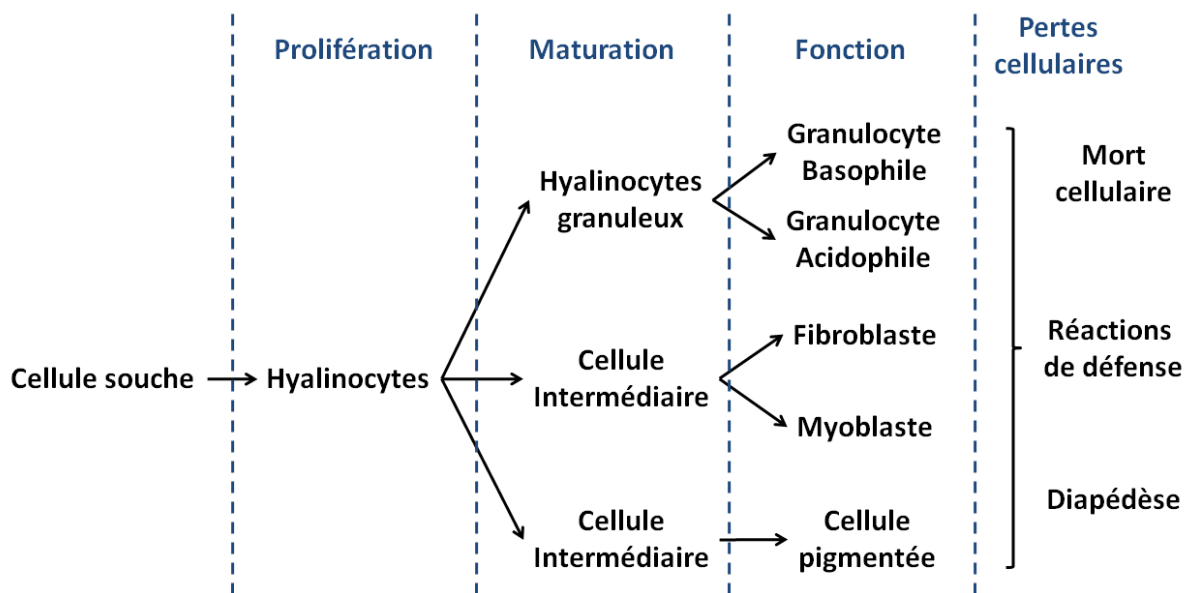 Prolifération
Maturation
Fonction
Pertes
cellulaires
Cellule souche
Hyalinocytes
Hyalinocytes
granuleux
Cellule
Intermédiaire
Cellule
Intermédiaire
Granulocyte
Basophile
Granulocyte
Acidophile
Fibroblaste
Myoblaste
Cellule
pigmentée
Mort
cellulaire
Réactions
de défense
Diapédèse